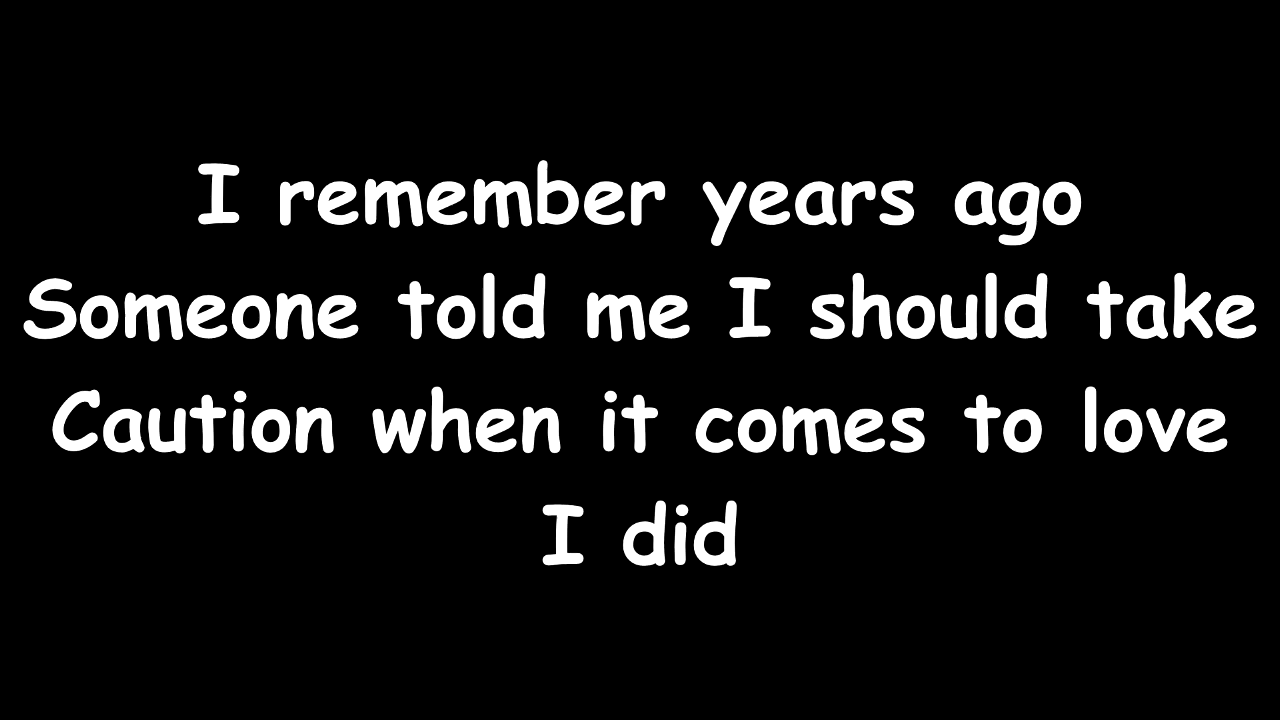 I remember years ago
Someone told me I should take
Caution when it comes to love
I did